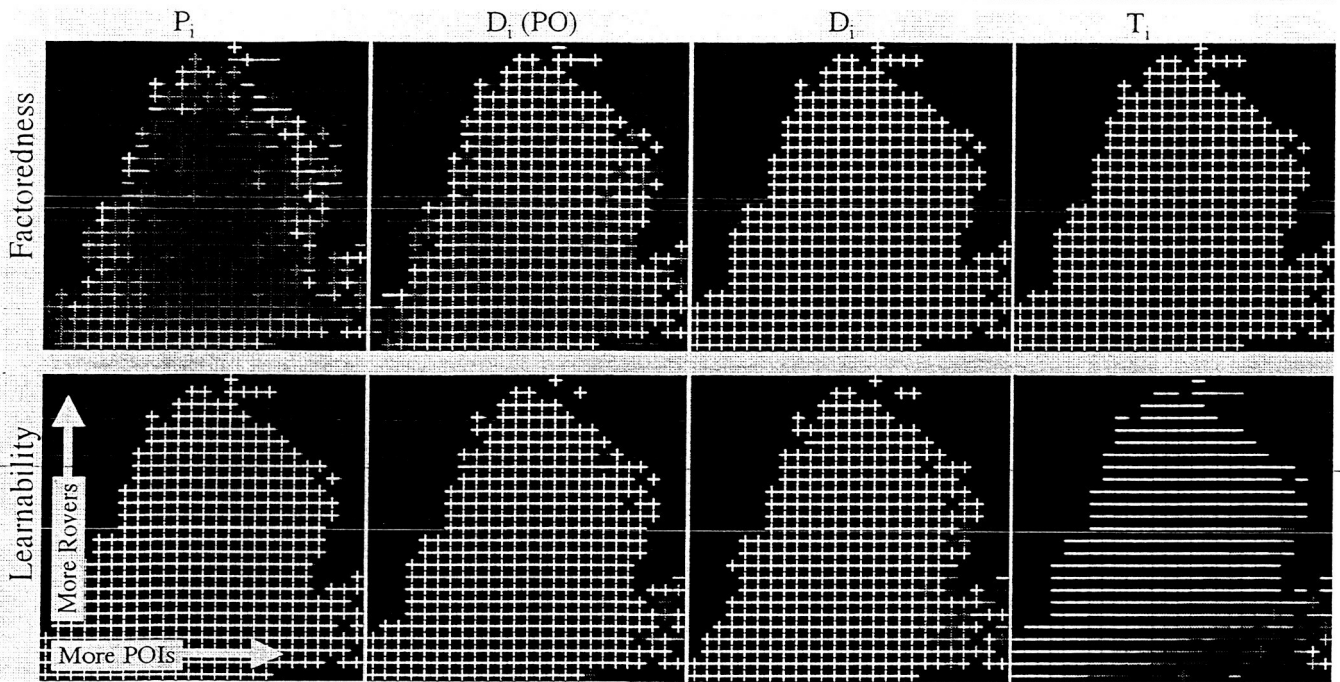 P_i D_i (PO) D_i T_i
Factoredness
Learnability
More Rovers
More POIs